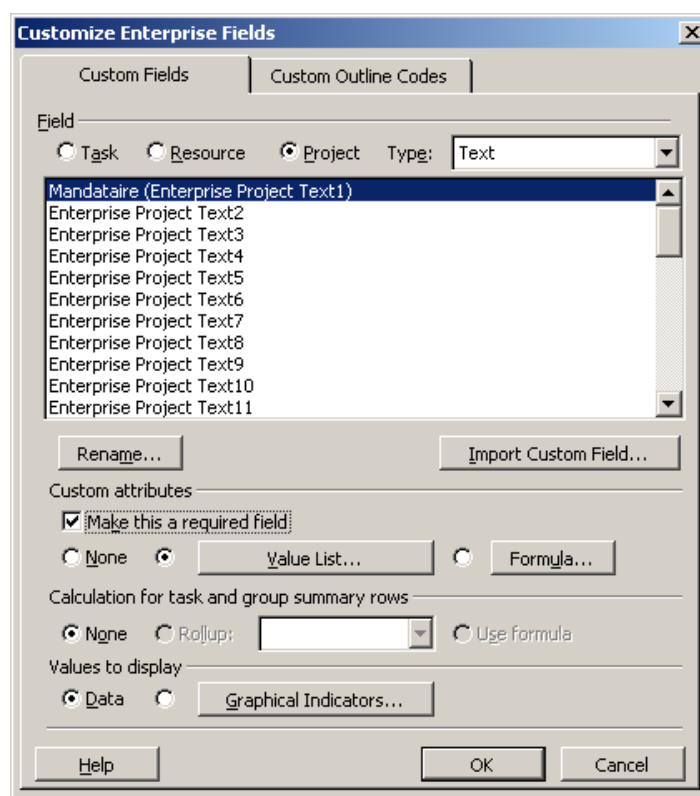 Customize Enterprise Fields
Custom Fields Custom Outline Codes
Field
Task Resource Project Type: Text
Mandataire (Enterprise Project Text1)
Enterprise Project Text2
Enterprise Project Text3
Enterprise Project Text4
Enterprise Project Text5
Enterprise Project Text6
Enterprise Project Text7
Enterprise Project Text8
Enterprise Project Text9
Enterprise Project Text10
Enterprise Project Text11
Rename... Import Custom Field...
Custom attributes
Make this a required field
None Value List... Formula...
Calculation for task and group summary rows
None Rollup: Use formula
Values to display
Data Graphical Indicators...
Help OK Cancel